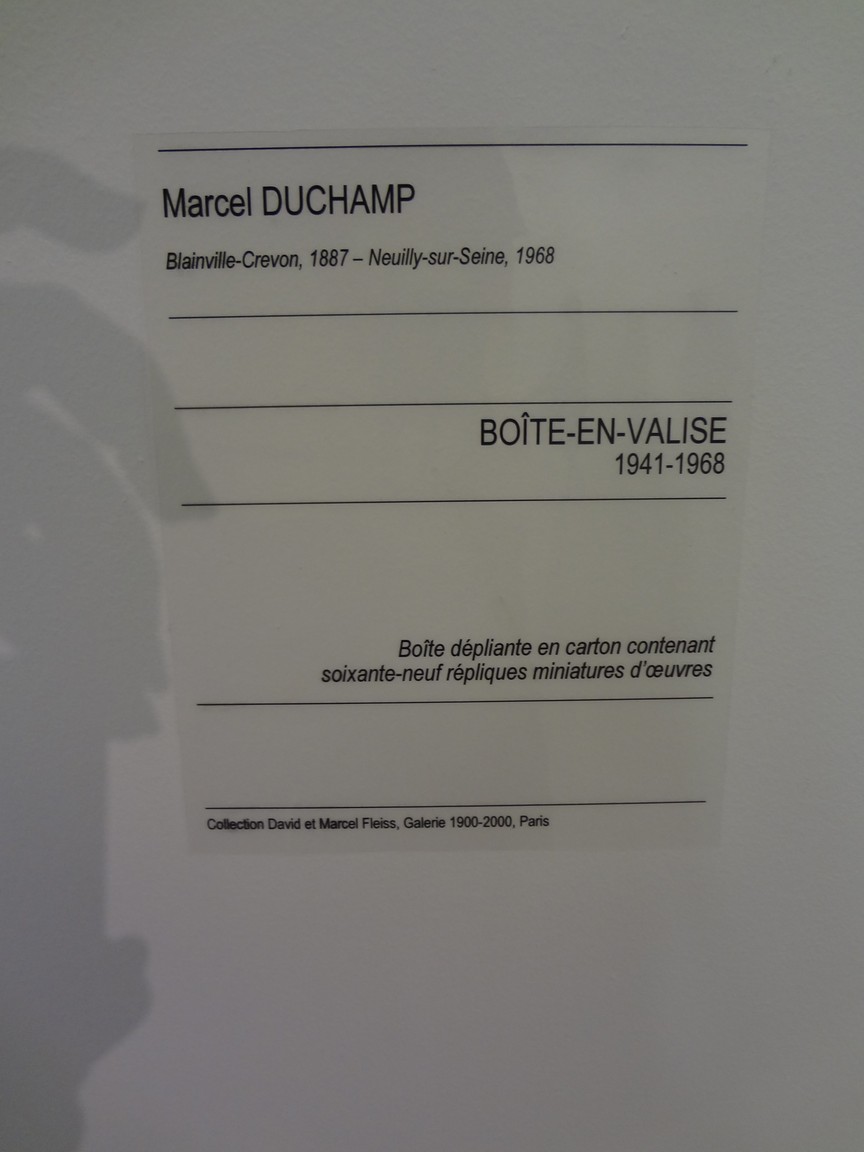 Marcel DUCHAMP
Blainville-Crevon, 1887 – Neuilly-sur-Seine, 1968
BOÎTE-EN-VALISE
1941-1968
Boîte dépliante en carton contenant
soixante-neuf répliques miniatures d'œuvres
Collection David et Marcel Fleiss, Galerie 1900-2000, Paris